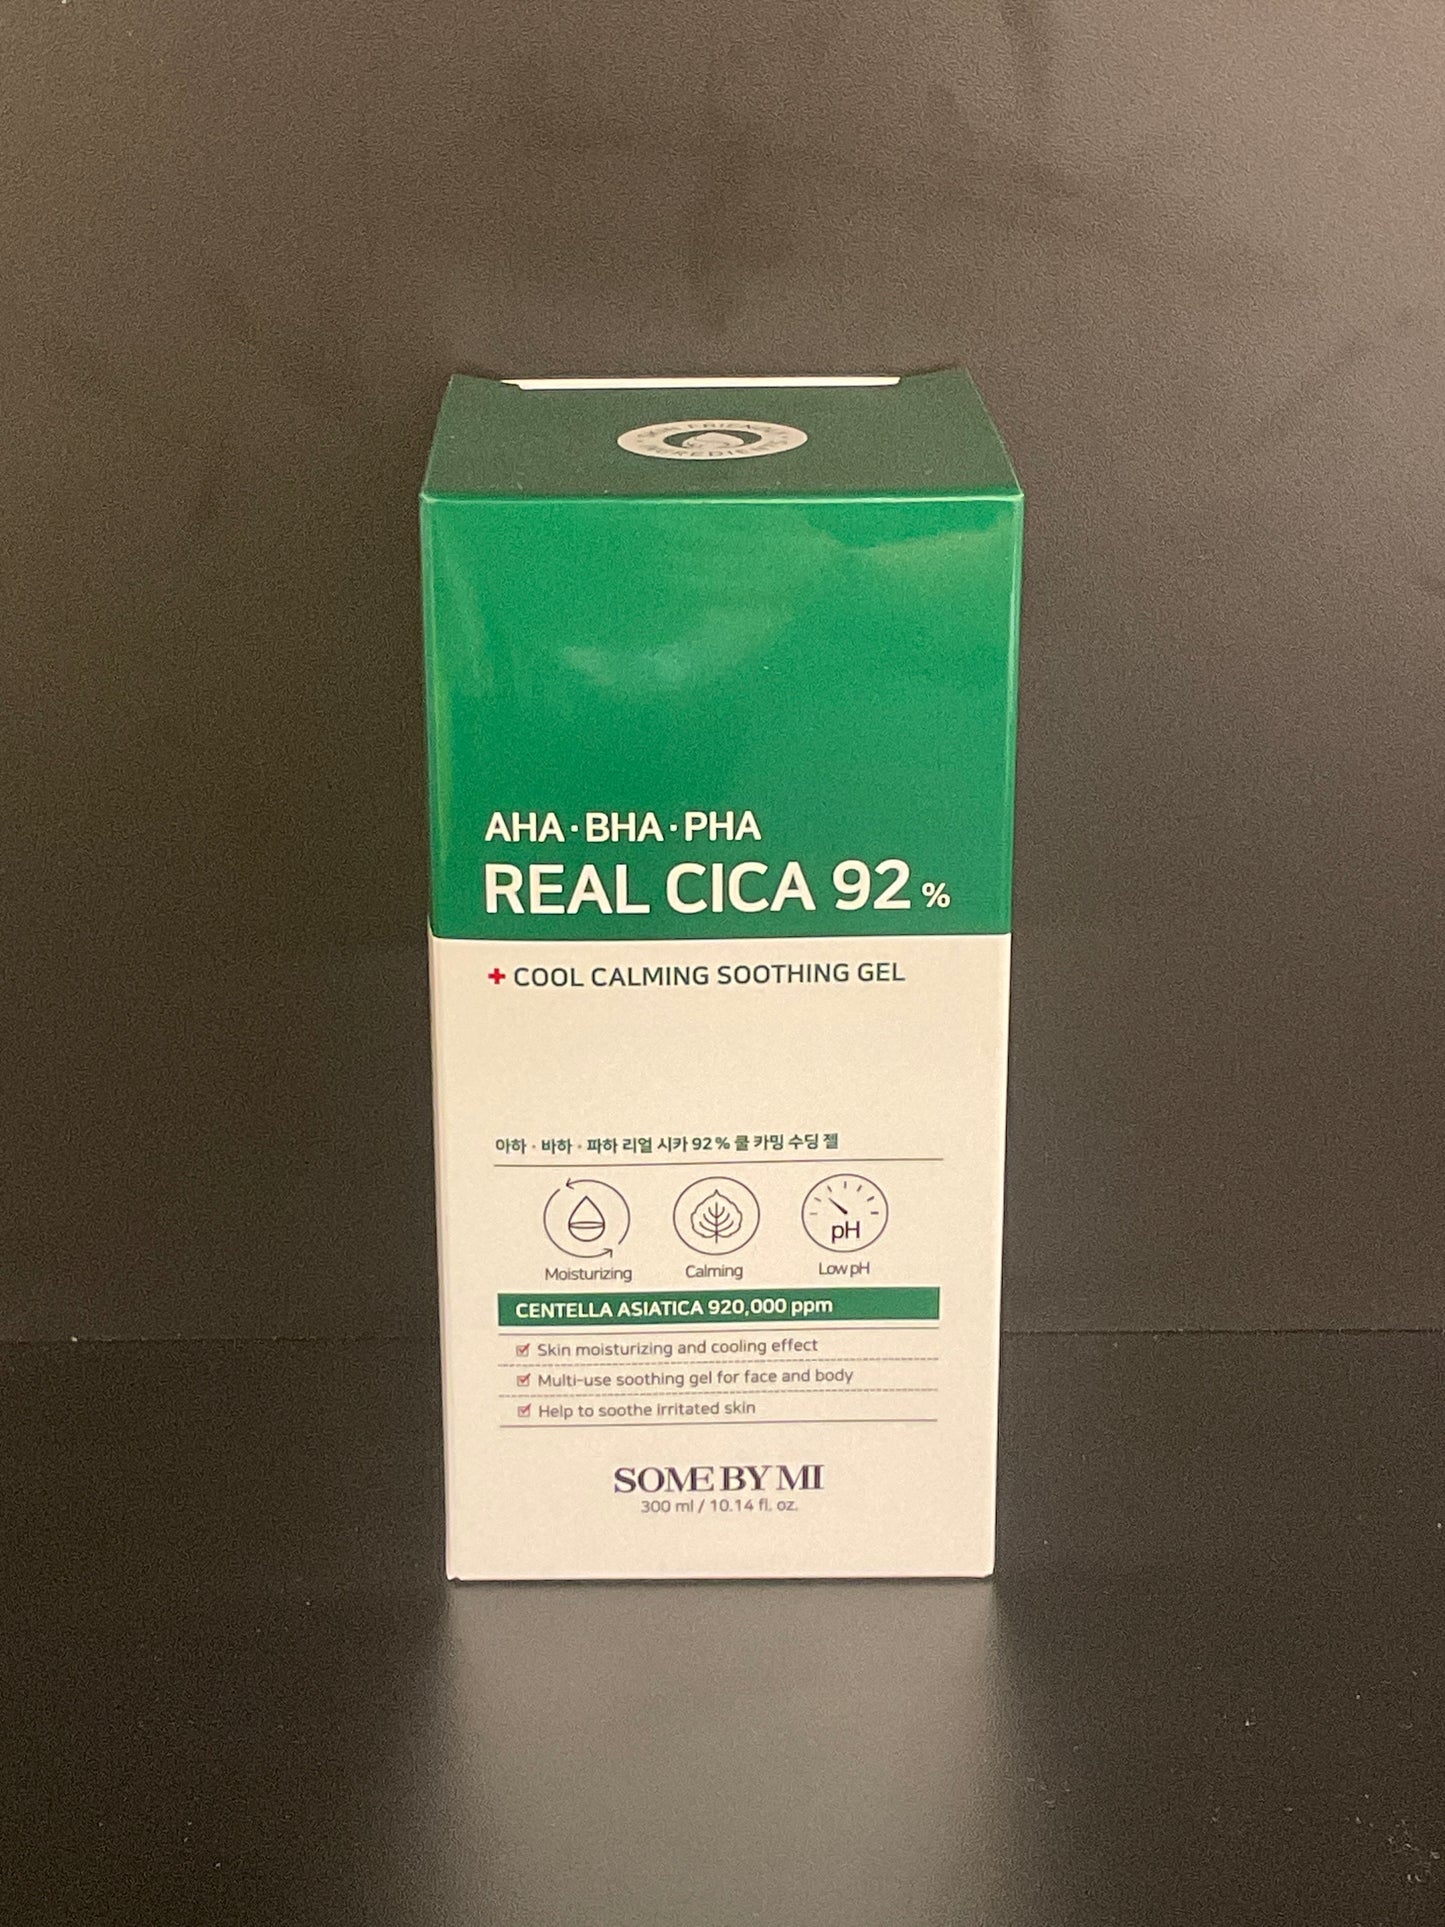 SKIN FRIENDLY
INGREDIENTS
AHA·BHA·PHA
REAL CICA 92%
+ COOL CALMING SOOTHING GEL
아하·바하·파하 리얼 시카 92% 쿨 카밍 수딩 젤
pH
Moisturizing Calming Low pH
CENTELLA ASIATICA 920,000 ppm
Skin moisturizing and cooling effect
Multi-use soothing gel for face and body
Help to soothe irritated skin
SOME BY MI
300 ml / 10.14 fl. oz.